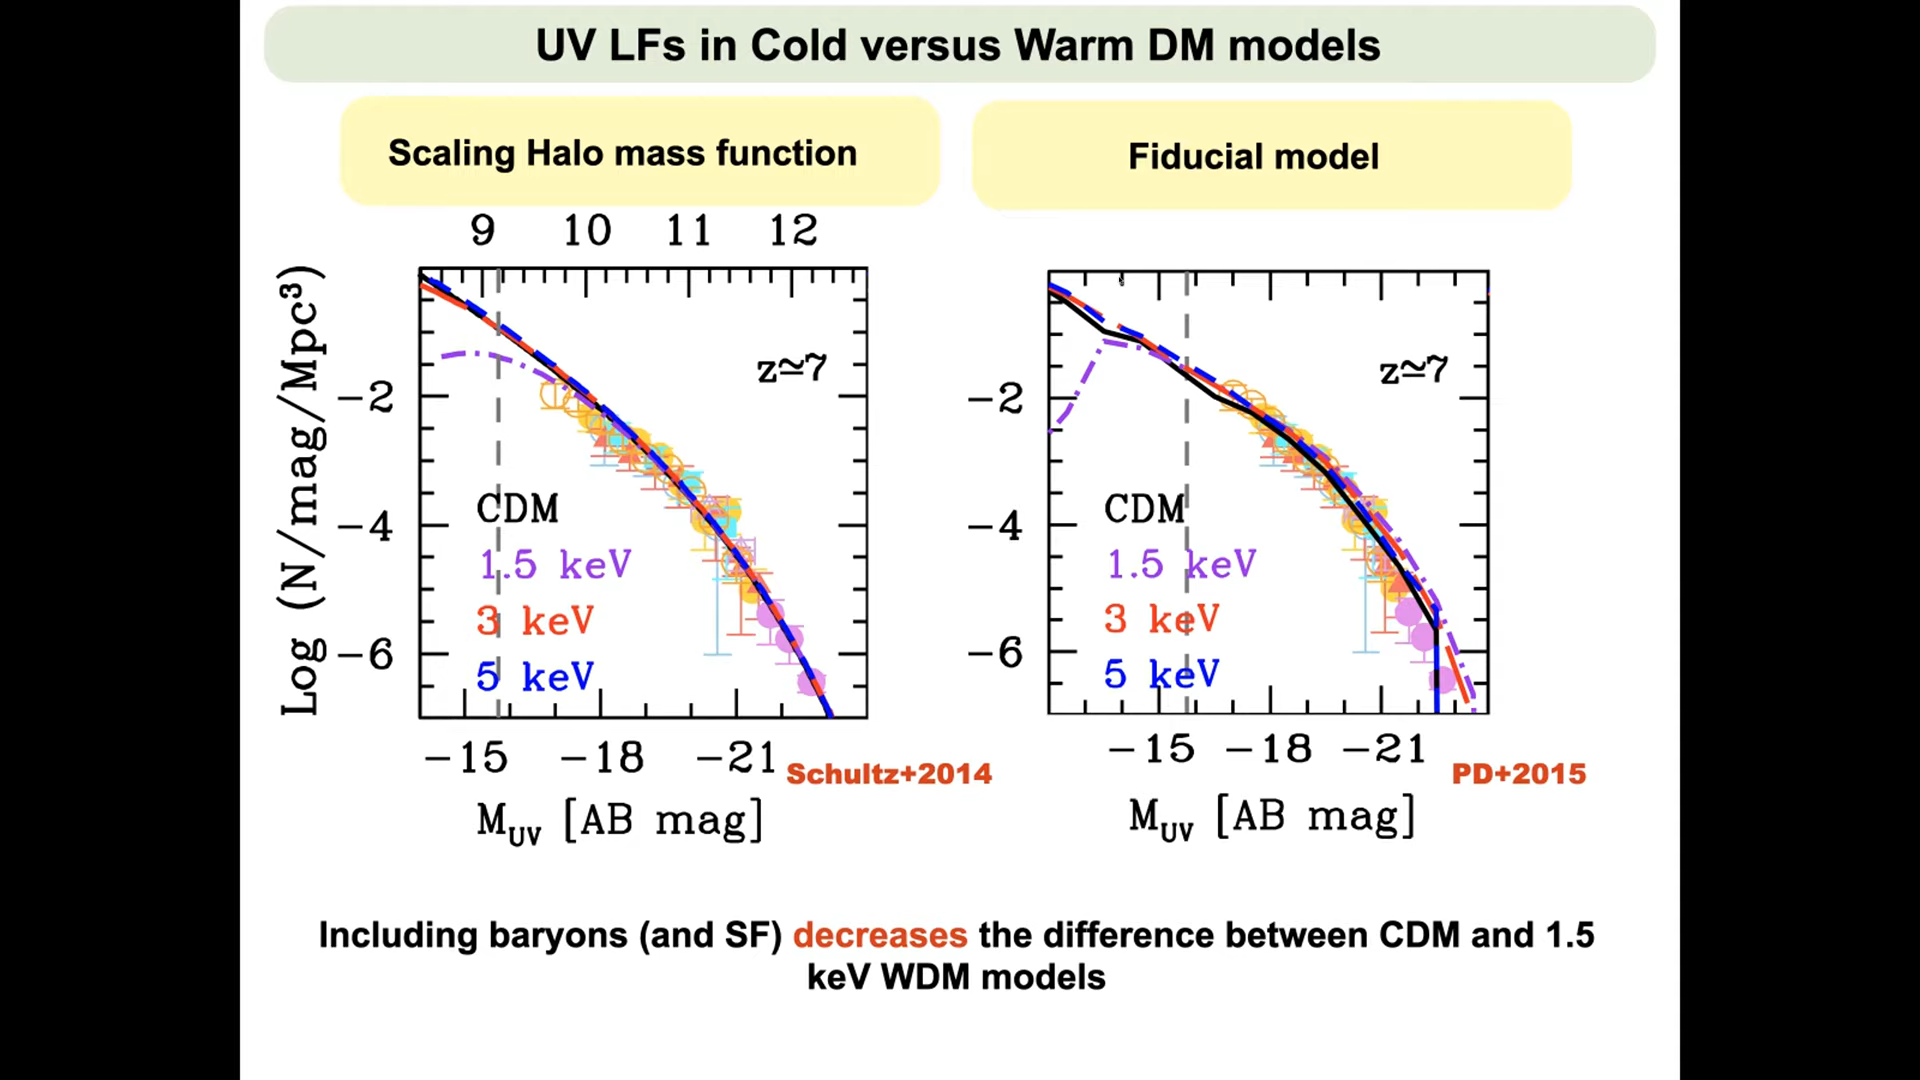 UV LFs in Cold versus Warm DM models
Scaling Halo mass function
Fiducial model
9 10 11 12
Log (N/mag/Mpc³)
−2
−4
−6
z≃7
CDM
1.5 keV
3 keV
5 keV
−15 −18 −21
Schultz+2014
M_UV [AB mag]
−2
−4
−6
z≃7
CDM
1.5 keV
3 keV
5 keV
−15 −18 −21
PD+2015
M_UV [AB mag]
Including baryons (and SF) decreases the difference between CDM and 1.5
keV WDM models